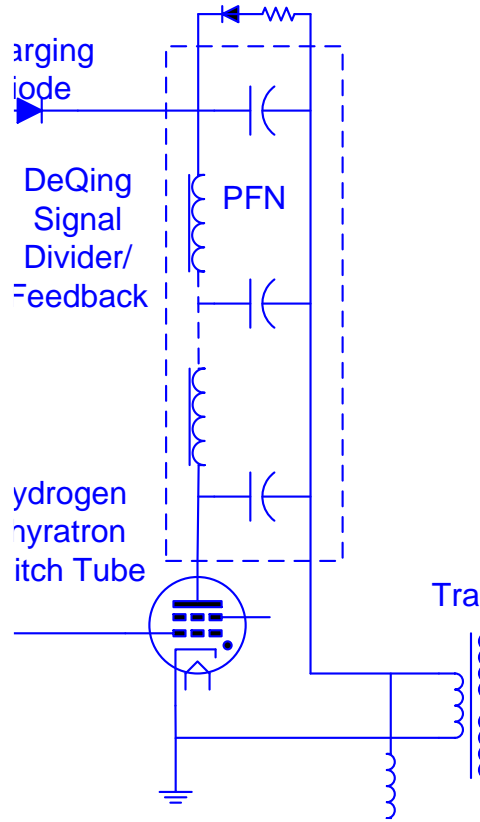 arging
iode
DeQing
Signal
Divider/
Feedback
PFN
ydrogen
hyratron
itch Tube
Tra